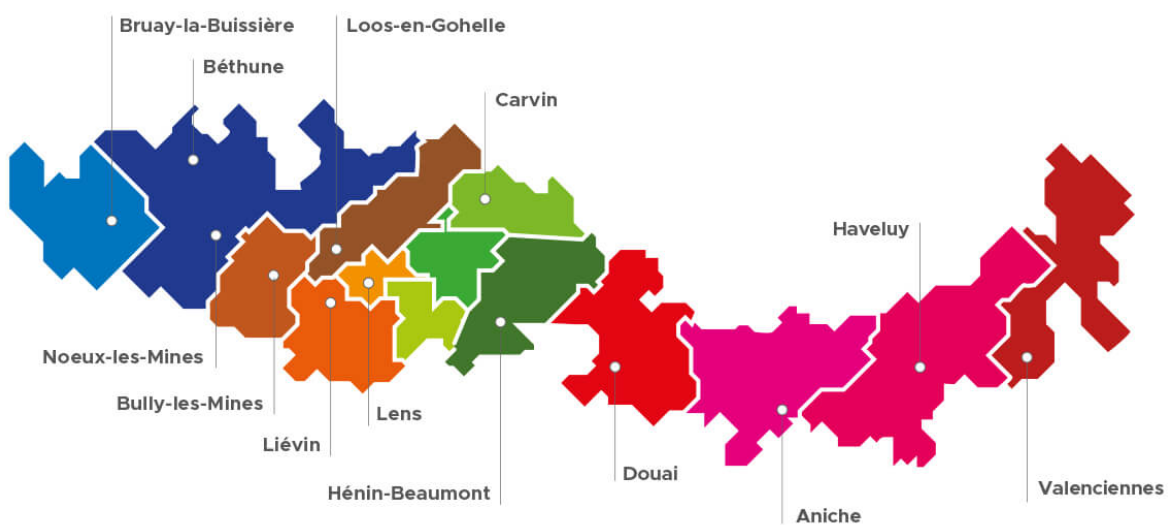 Bruay-la-Buissière
Loos-en-Gohelle
Béthune
Carvin
Haveluy
Noeux-les-Mines
Bully-les-Mines
Lens
Liévin
Hénin-Beaumont
Douai
Aniche
Valenciennes